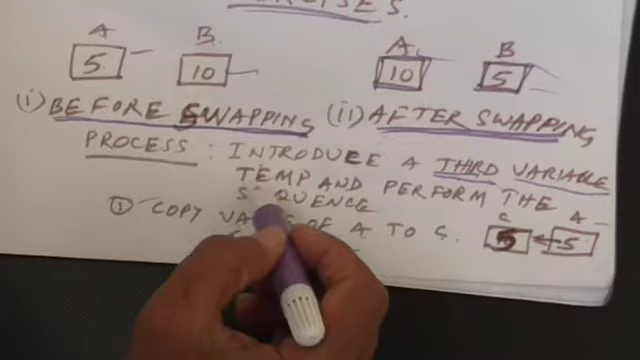 A B. A. B
5. 10 10 5
(i) BEFORE SWAPPING (ii) AFTER SWAPPING
PROCESS : INTRODUCE A THIRD VARIABLE
TEMP AND PERFORM THE
SEQUENCE
① COPY VALUE OF A TO C. C A
5 5